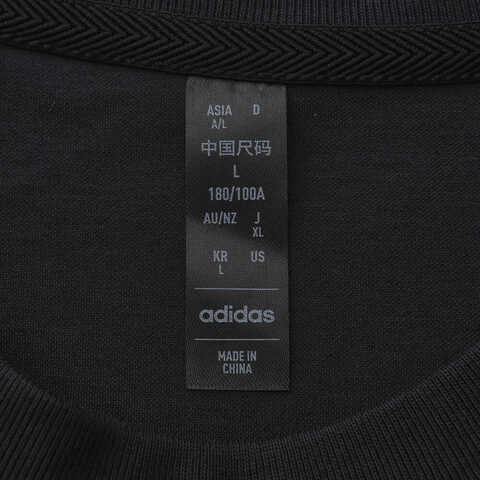 ASIA D
A/L
中国尺码
L
180/100A
AU/NZ J
XL
KR US
L
adidas
MADE IN
CHINA